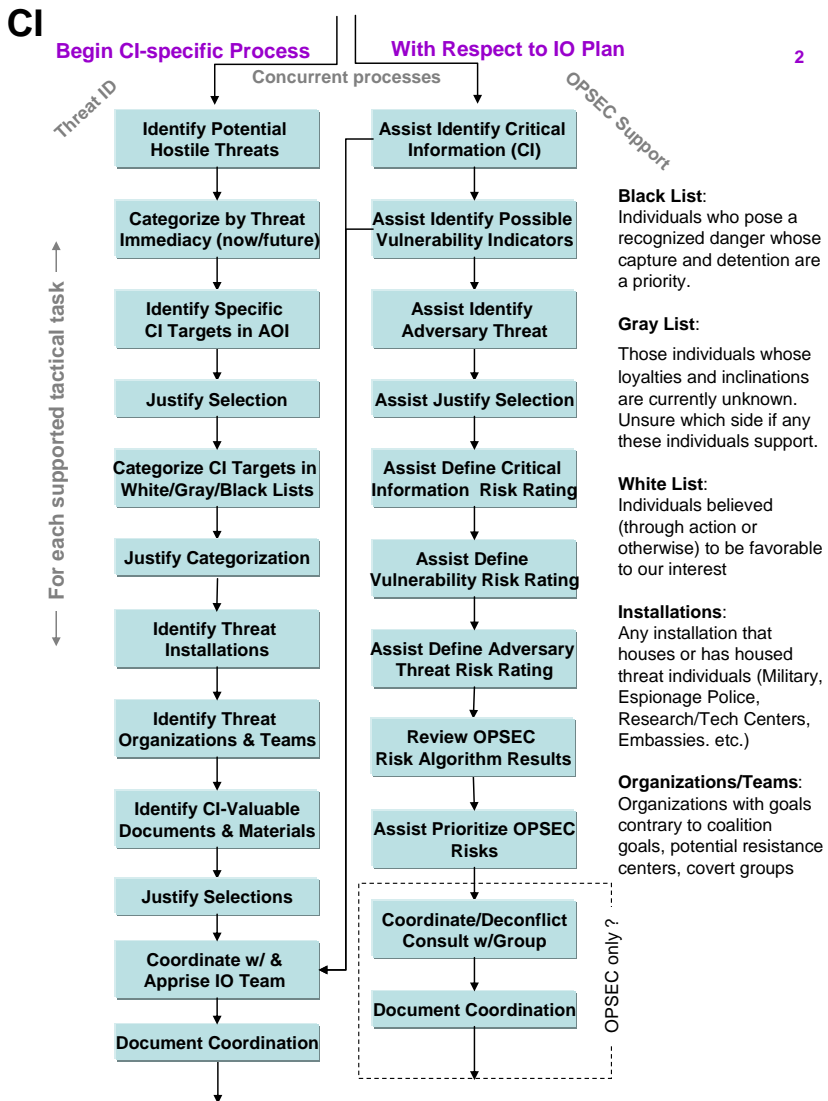 CI
Begin CI-specific Process
With Respect to IO Plan
2
Concurrent processes
Threat ID
OPSEC Support
For each supported tactical task
Identify Potential
Hostile Threats
Categorize by Threat
Immediacy (now/future)
Identify Specific
CI Targets in AOI
Justify Selection
Categorize CI Targets in
White/Gray/Black Lists
Justify Categorization
Identify Threat
Installations
Identify Threat
Organizations & Teams
Identify CI-Valuable
Documents & Materials
Justify Selections
Coordinate w/ &
Apprise IO Team
Document Coordination
Assist Identify Critical
Information (CI)
Assist Identify Possible
Vulnerability Indicators
Assist Identify
Adversary Threat
Assist Justify Selection
Assist Define Critical
Information Risk Rating
Assist Define
Vulnerability Risk Rating
Assist Define Adversary
Threat Risk Rating
Review OPSEC
Risk Algorithm Results
Assist Prioritize OPSEC
Risks
Coordinate/Deconflict
Consult w/Group
Document Coordination
OPSEC only ?
Black List:
Individuals who pose a
recognized danger whose
capture and detention are
a priority.
Gray List:
Those individuals whose
loyalties and inclinations
are currently unknown.
Unsure which side if any
these individuals support.
White List:
Individuals believed
(through action or
otherwise) to be favorable
to our interest
Installations:
Any installation that
houses or has housed
threat individuals (Military,
Espionage Police,
Research/Tech Centers,
Embassies. etc.)
Organizations/Teams:
Organizations with goals
contrary to coalition
goals, potential resistance
centers, covert groups